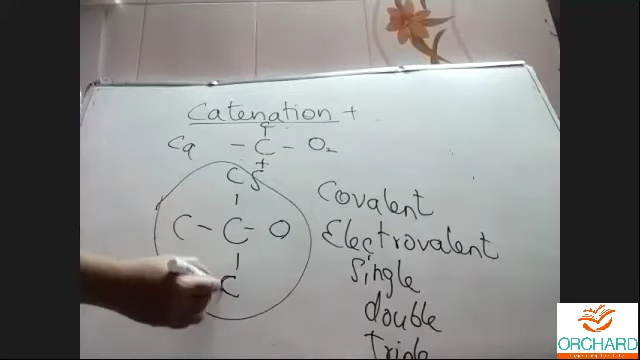 Catenation +
C
Ca – C – O₂
+
C S
C – C – O
C
Covalent
Electrovalent
Single
double
Triple
ORCHARD